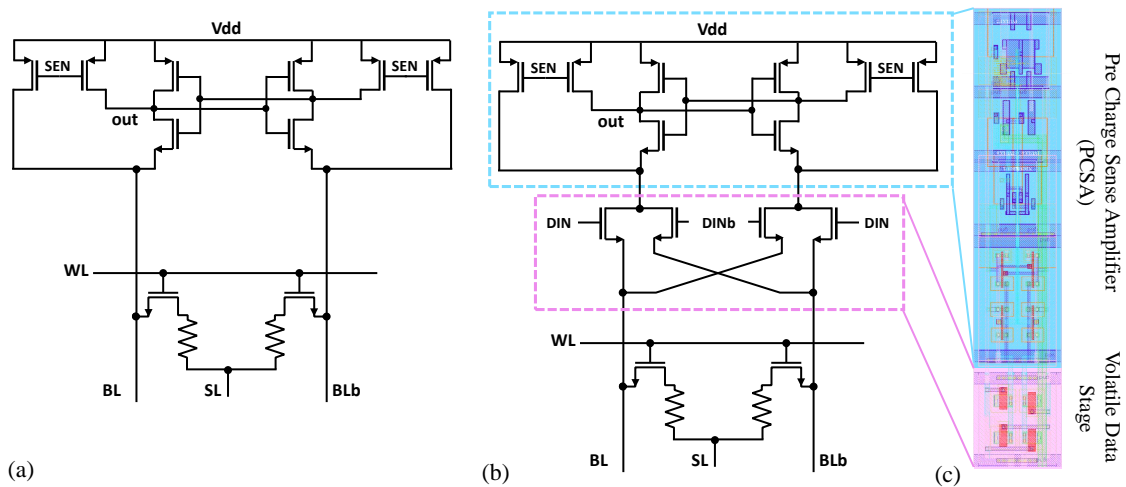 Vdd
SEN
SEN
out
WL
BL
SL
BLb
(a)
Vdd
SEN
SEN
out
DIN
DINb
DIN
WL
BL
SL
BLb
(b)
(c)
Pre Charge Sense Amplifier
(PCSA)
Volatile Data
Stage